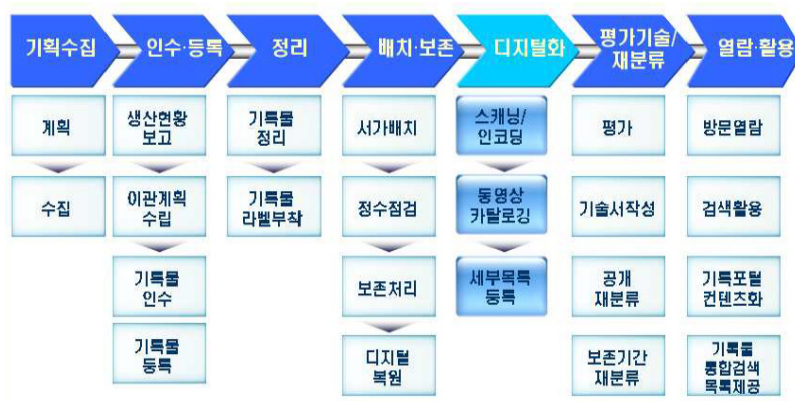 기획수집
인수·등록
정리
배치·보존
디지털화
평가기술/
재분류
열람·활용
계획
수집
생산현황
보고
이관계획
수립
기록물
인수
기록물
등록
기록물
정리
기록물
라벨부착
서가배치
정수점검
보존처리
디지털
복원
스캐닝/
인코딩
동영상
카탈로깅
세부목록
등록
평가
기술서작성
공개
재분류
보존기간
재분류
방문열람
검색활용
기록포털
컨텐츠화
기록물
통합검색
목록제공